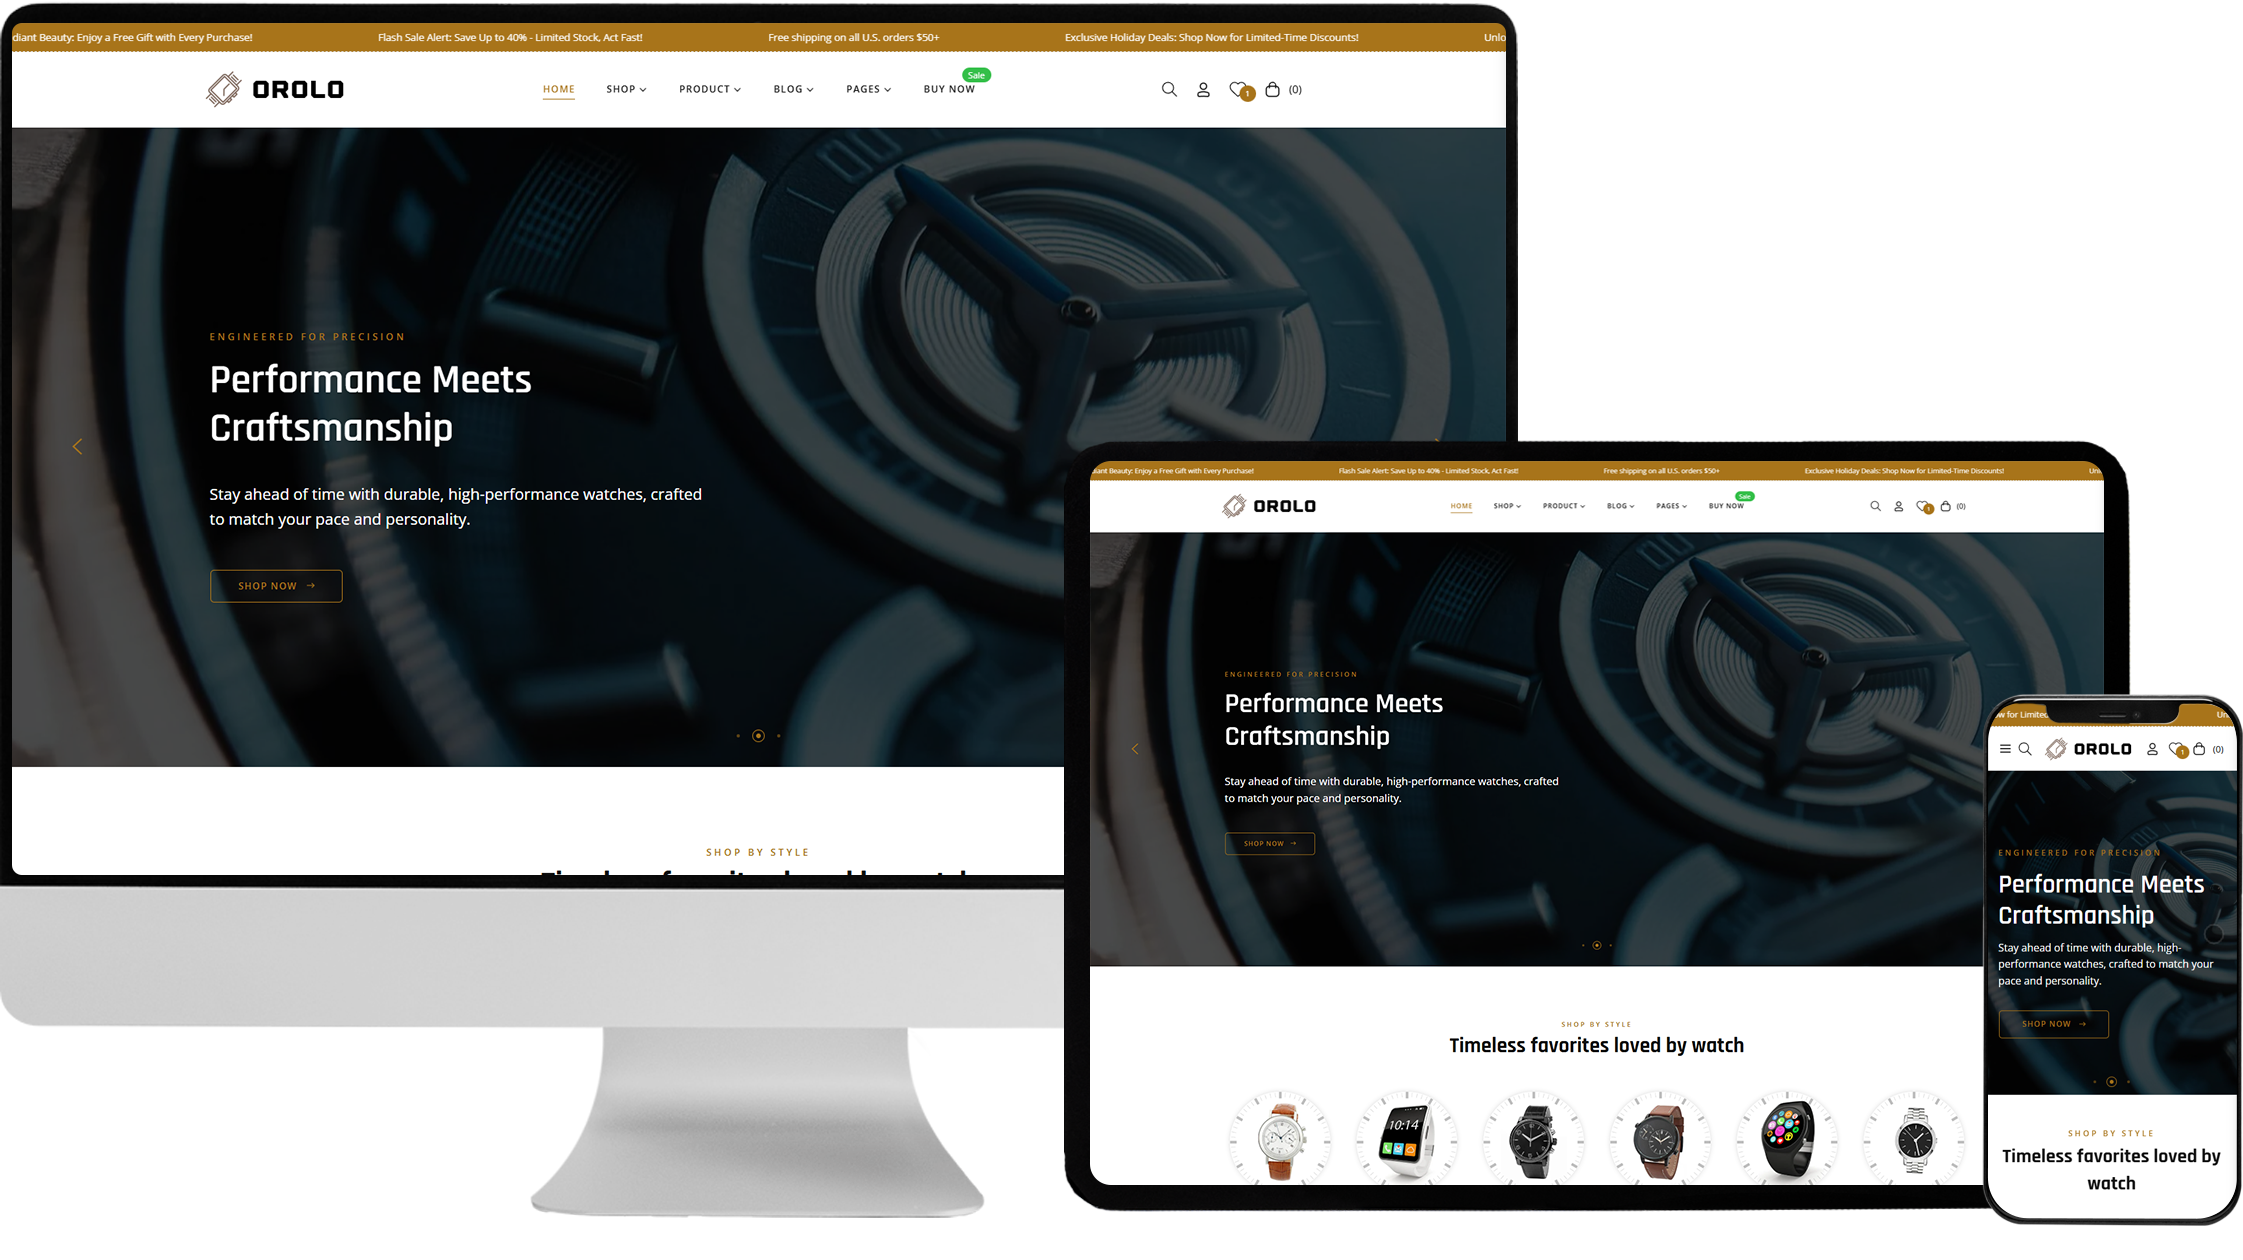 diant Beauty: Enjoy a Free Gift with Every Purchase! Flash Sale Alert: Save Up to 40% - Limited Stock, Act Fast! Free shipping on all U.S. orders $50+ Exclusive Holiday Deals: Shop Now for Limited-Time Discounts! Unlo
OROLO HOME SHOP PRODUCT BLOG PAGES BUY NOW Sale 1 (0)
ENGINEERED FOR PRECISION
Performance Meets
Craftsmanship
Stay ahead of time with durable, high-performance watches, crafted
to match your pace and personality.
SHOP NOW
SHOP BY STYLE
diant Beauty: Enjoy a Free Gift with Every Purchase! Flash Sale Alert: Save Up to 40% - Limited Stock, Act Fast! Free shipping on all U.S. orders $50+ Exclusive Holiday Deals: Shop Now for Limited-Time Discounts! Un
OROLO HOME SHOP PRODUCT BLOG PAGES BUY NOW Sale 1 (0)
ENGINEERED FOR PRECISION
Performance Meets
Craftsmanship
Stay ahead of time with durable, high-performance watches, crafted
to match your pace and personality.
SHOP NOW
SHOP BY STYLE
Timeless favorites loved by watch
10:14
ow for Limited Un
OROLO 1 (0)
ENGINEERED FOR PRECISION
Performance Meets
Craftsmanship
Stay ahead of time with durable, high-
performance watches, crafted to match your
pace and personality.
SHOP NOW
SHOP BY STYLE
Timeless favorites loved by
watch